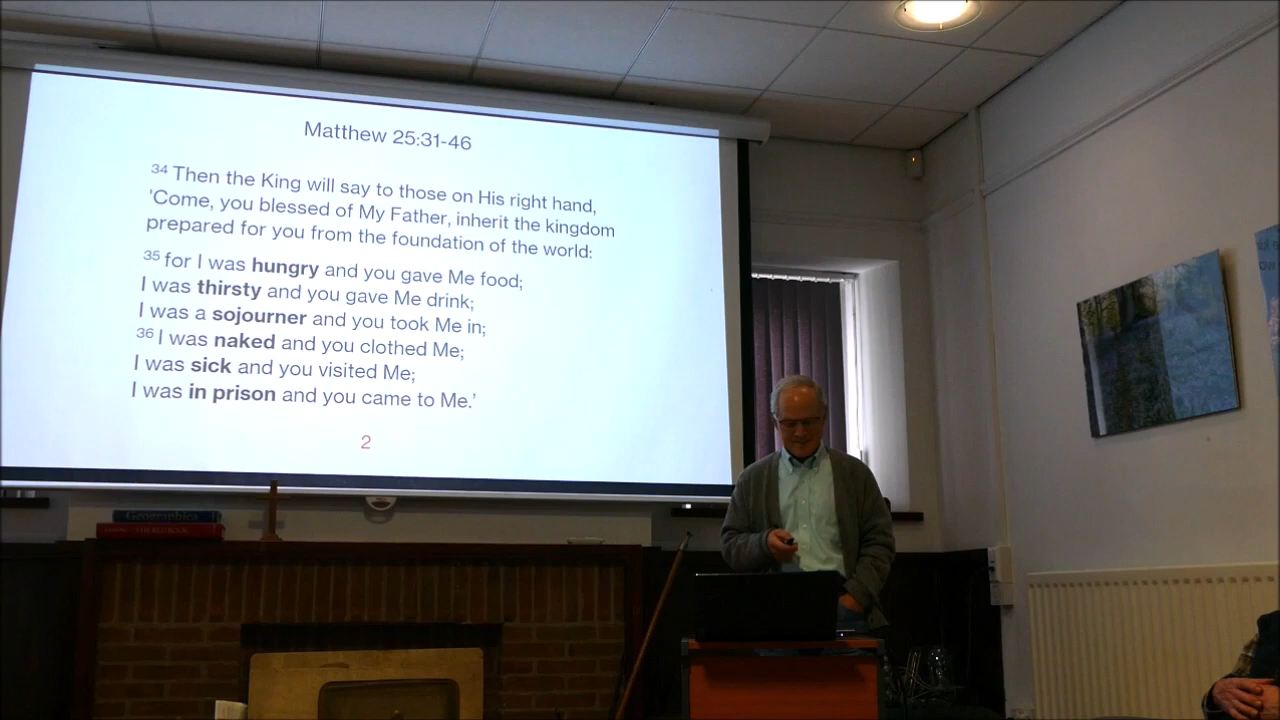 Matthew 25:31-46
34 Then the King will say to those on His right hand,
'Come, you blessed of My Father, inherit the kingdom
prepared for you from the foundation of the world:
35 for I was hungry and you gave Me food;
I was thirsty and you gave Me drink;
I was a sojourner and you took Me in;
36 I was naked and you clothed Me;
I was sick and you visited Me;
I was in prison and you came to Me.'
2
Geographica